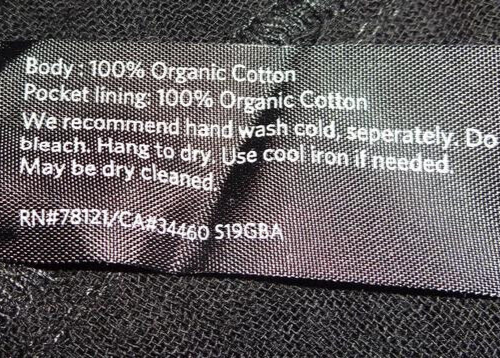 Body : 100% Organic Cotton
Pocket lining: 100% Organic Cotton
We recommend hand wash cold, seperately. Do
bleach. Hang to dry. Use cool iron if needed.
May be dry cleaned.
RN#78121/CA#34460 S19GBA